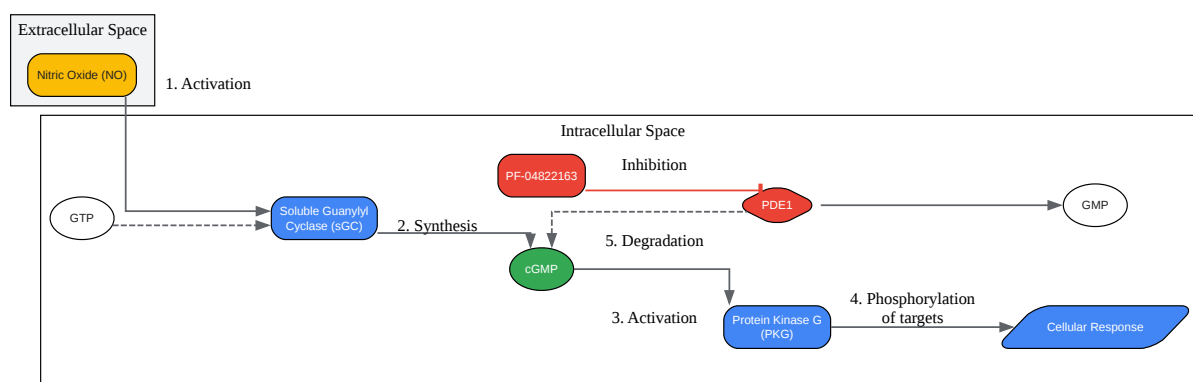 Extracellular Space
Nitric Oxide (NO)
1. Activation
Intracellular Space
Inhibition
PF-04822163
PDE1
GMP
GTP
Soluble Guanylyl
Cyclase (sGC)
2. Synthesis
5. Degradation
cGMP
3. Activation
Protein Kinase G
(PKG)
4. Phosphorylation
of targets
Cellular Response